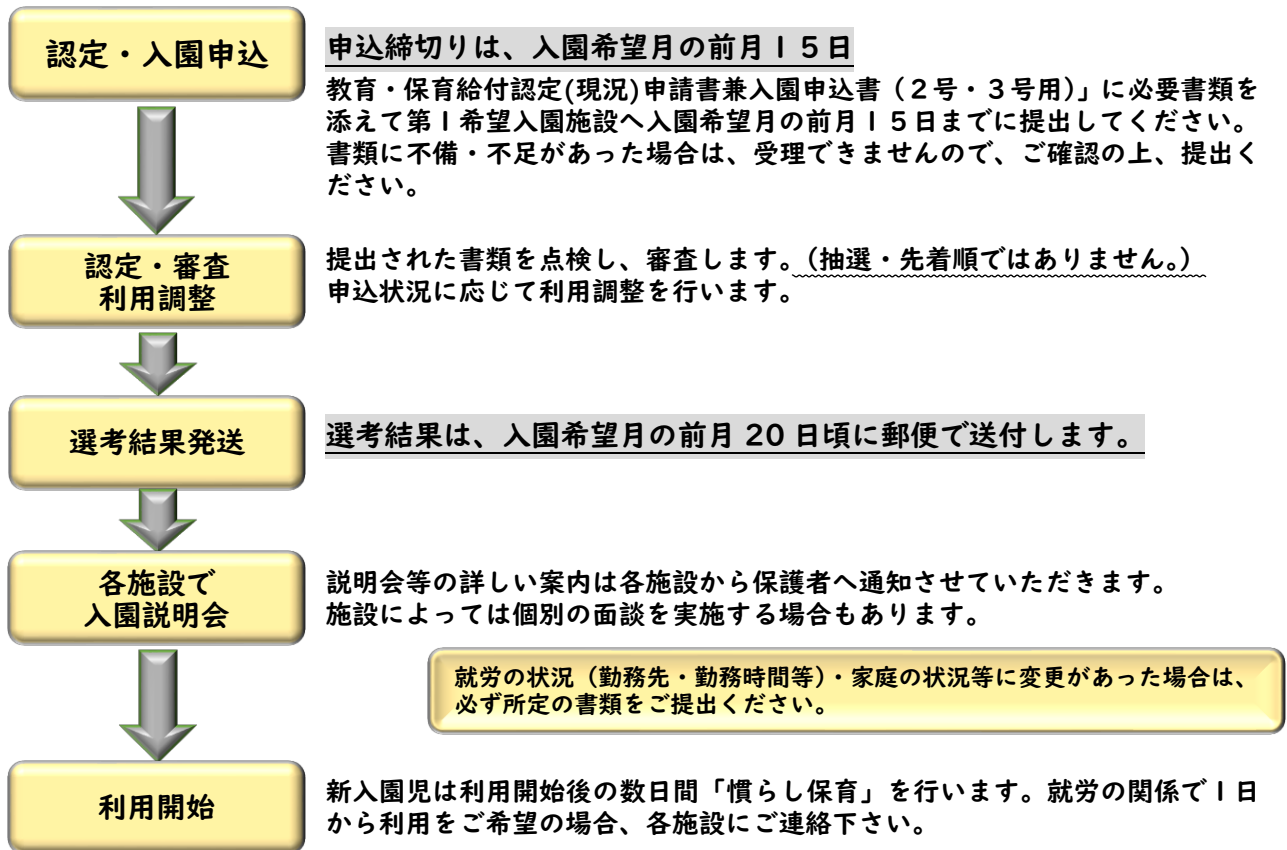 認定・入園申込
申込締切りは、入園希望月の前月１５日
教育・保育給付認定(現況)申請書兼入園申込書（２号・３号用）」に必要書類を
添えて第１希望入園施設へ入園希望月の前月１５日までに提出してください。
書類に不備・不足があった場合は、受理できませんので、ご確認の上、提出く
ださい。
認定・審査
利用調整
提出された書類を点検し、審査します。（抽選・先着順ではありません。）
申込状況に応じて利用調整を行います。
選考結果発送
選考結果は、入園希望月の前月 20 日頃に郵便で送付します。
各施設で
入園説明会
説明会等の詳しい案内は各施設から保護者へ通知させていただきます。
施設によっては個別の面談を実施する場合もあります。
就労の状況（勤務先・勤務時間等）・家庭の状況等に変更があった場合は、
必ず所定の書類をご提出ください。
利用開始
新入園児は利用開始後の数日間「慣らし保育」を行います。就労の関係で１日
から利用をご希望の場合、各施設にご連絡下さい。